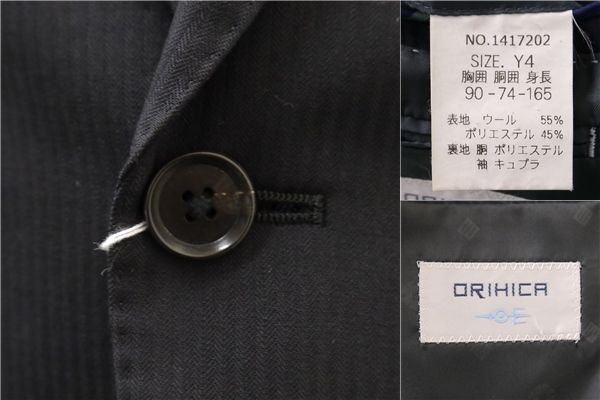 NO.1417202
SIZE. Y4
胸囲 胴囲 身長
90-74-165
表地 ウール 55%
ポリエステル 45%
裏地 胴 ポリエステル
袖 キュプラ
ORIHICA
ORIHICA
OE